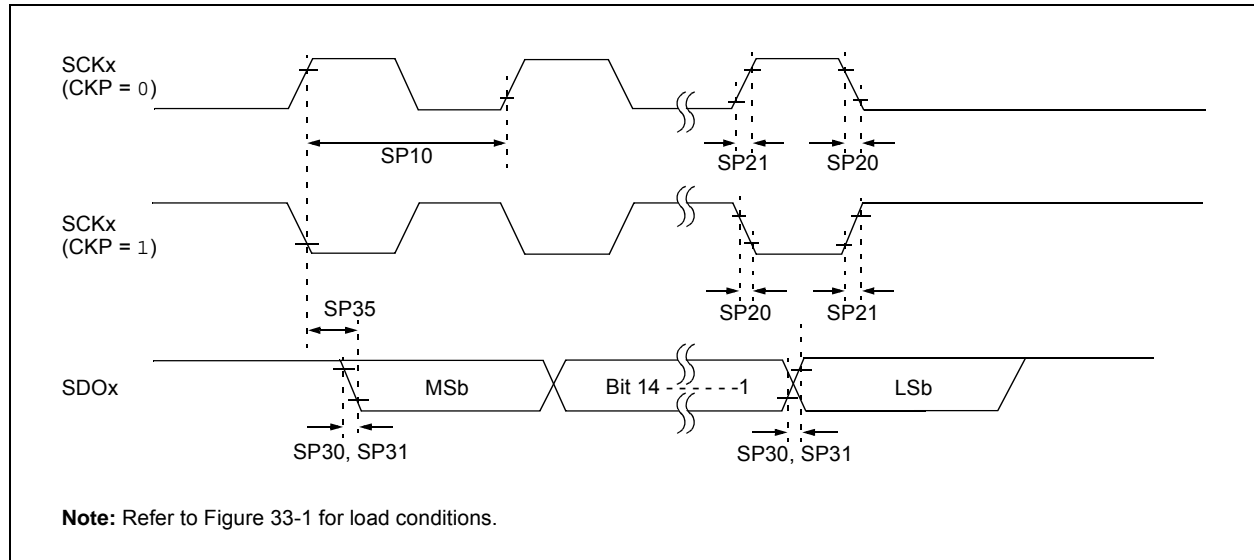 SCKx
(CKP = 0)
SP10
SP21
SP20
SCKx
(CKP = 1)
SP35
SP20
SP21
SDOx
MSb
Bit 14 - - - - - -1
LSb
SP30, SP31
SP30, SP31
Note: Refer to Figure 33-1 for load conditions.